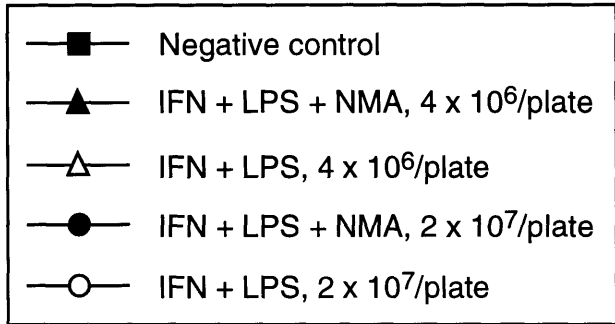 Negative control
IFN + LPS + NMA, 4 x 10⁶/plate
IFN + LPS, 4 x 10⁶/plate
IFN + LPS + NMA, 2 x 10⁷/plate
IFN + LPS, 2 x 10⁷/plate